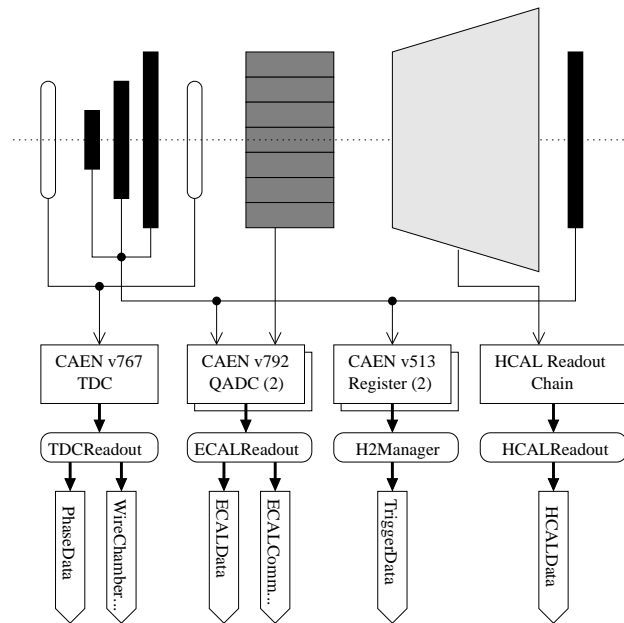 CAEN v767
TDC
CAEN v792
QADC (2)
CAEN v513
Register (2)
HCAL Readout
Chain
TDCReadout
ECALReadout
H2Manager
HCALReadout
PhaseData
WireChamber...
ECALData
ECALComm...
TriggerData
HCALData